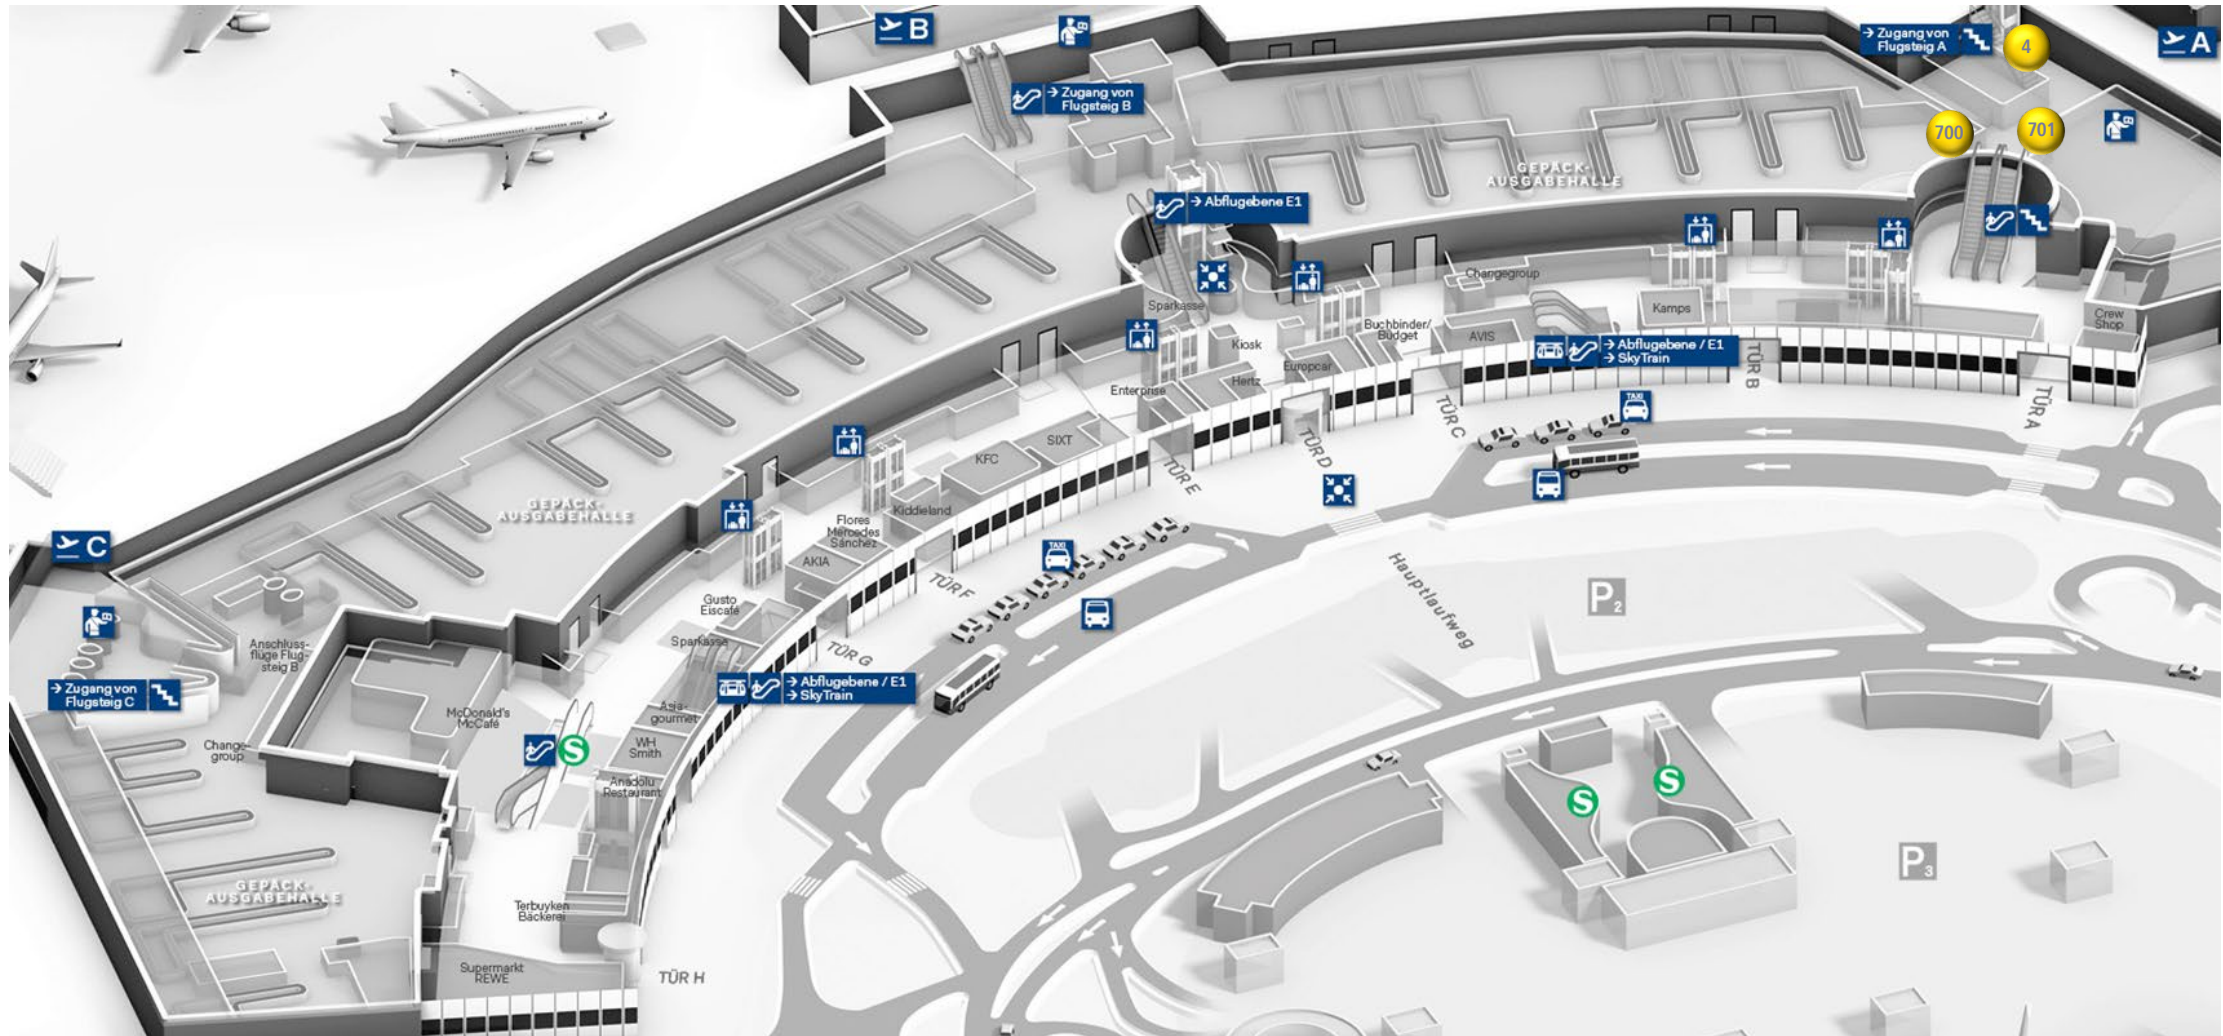 B
→ Zugang von
Flugsteig A
4
A
→ Zugang von
Flugsteig B
700
701
GEPÄCK-
AUSGABEHALLE
→ Abflugebene E1
Changegroup
Sparkasse
Kamps
Crew
Shop
Buchbinder/
Budget
AVIS
Kiosk
→ Abflugebene / E1
→ SkyTrain
Europcar
Hertz
Enterprise
TÜR B
TÜR A
TAXI
TÜR C
SIXT
TÜR D
KFC
TÜR E
GEPÄCK-
AUSGABEHALLE
Kiddieland
Flores
Mercedes
Sánchez
C
TAXI
AKIA
TÜR F
Hauptlaufweg
P2
Gusto
Eiscafé
Anschluss-
flüge Flug-
steig B
Sparkasse
TÜR G
→ Zugang von
Flugsteig C
→ Abflugebene / E1
→ SkyTrain
McDonald's
McCafé
Asia-
gourmet
Change-
group
S
WH
Smith
Anadolu
Restaurant
S
S
P3
GEPÄCK-
AUSGABEHALLE
Terbuyken
Bäckerei
Supermarkt
REWE
TÜR H